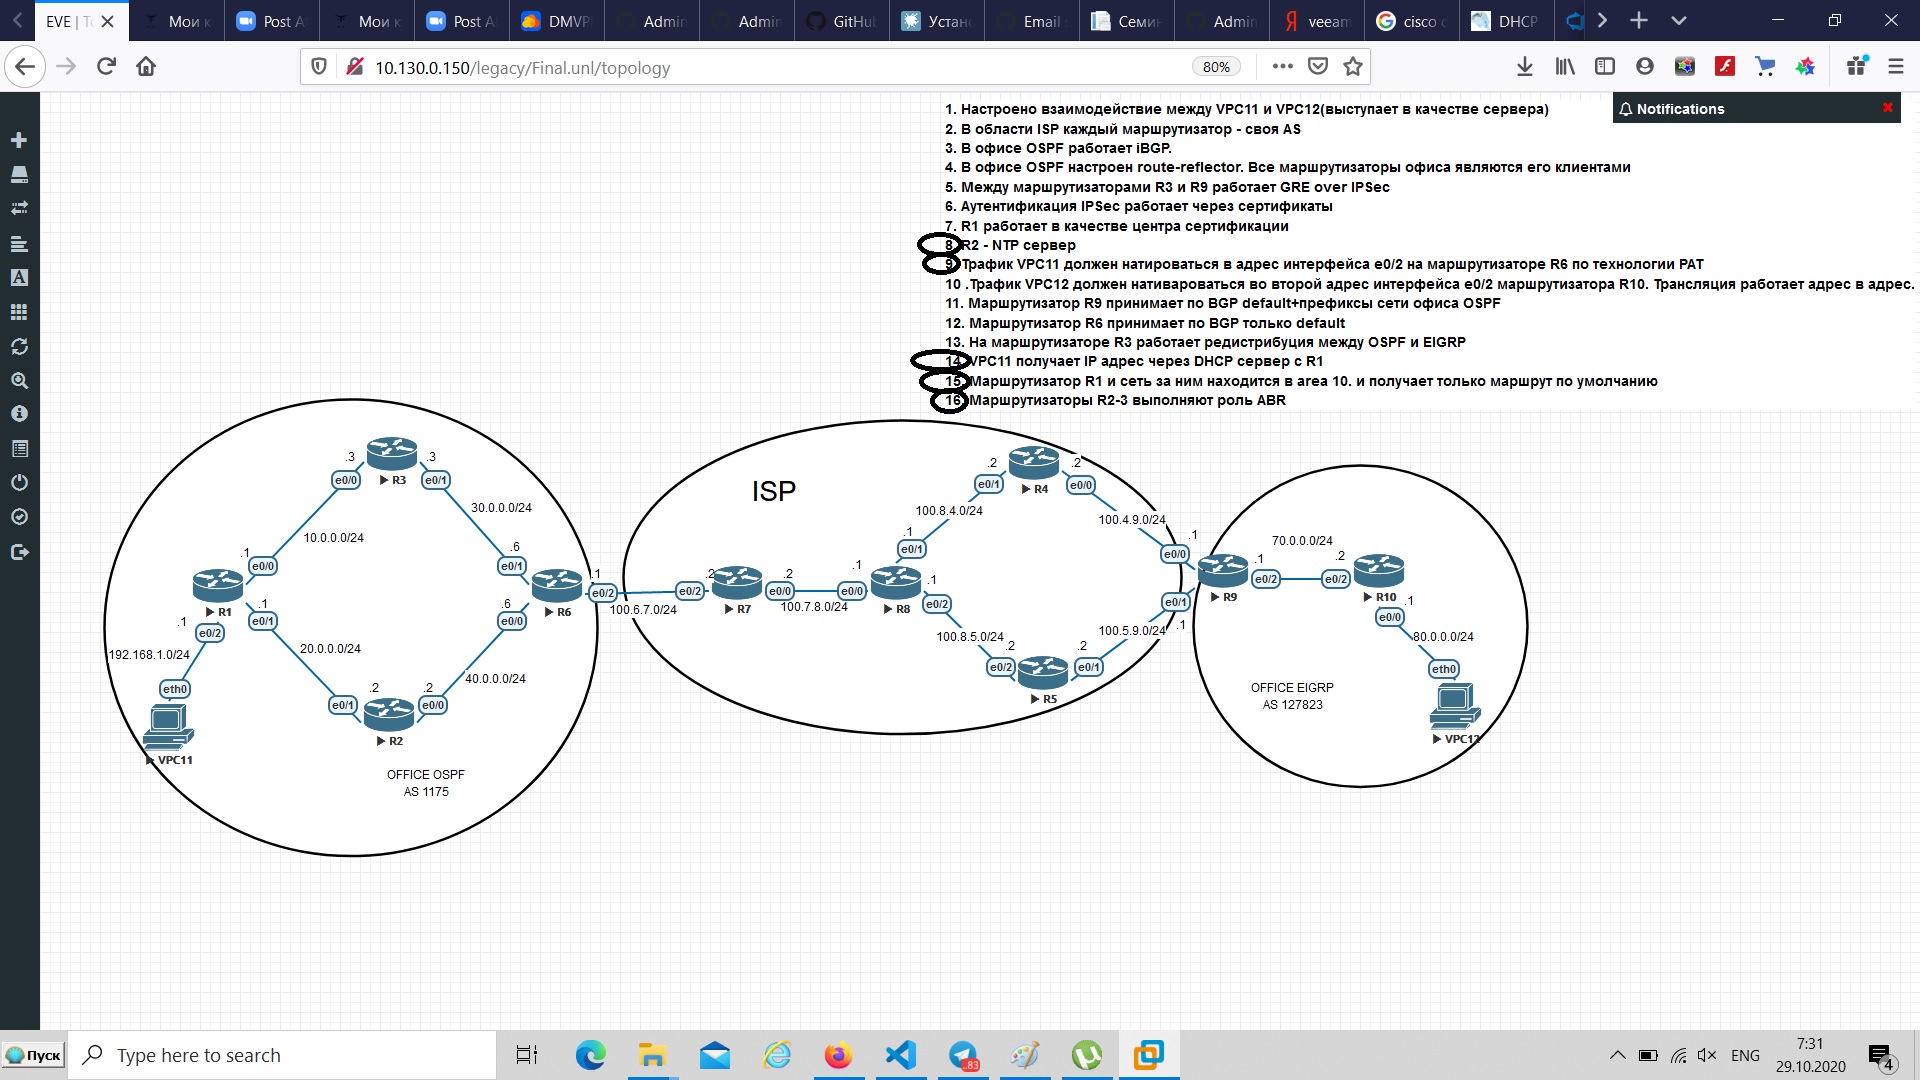 EVE | To
Мои к
Post A
Мои к
Post A
DMVP
Admin
Admin
GitHub
Устан
Email
Семин
Admin
veeam
cisco
DHCP
10.130.0.150/legacy/Final.unl/topology
80%
Notifications
1. Настроено взаимодействие между VPC11 и VPC12(выступает в качестве сервера)
2. В области ISP каждый маршрутизатор - своя AS
3. В офисе OSPF работает iBGP.
4. В офисе OSPF настроен route-reflector. Все маршрутизаторы офиса являются его клиентами
5. Между маршрутизаторами R3 и R9 работает GRE over IPSec
6. Аутентификация IPSec работает через сертификаты
7. R1 работает в качестве центра сертификации
8. R2 - NTP сервер
9. Трафик VPC11 должен натироваться в адрес интерфейса e0/2 на маршрутизаторе R6 по технологии PAT
10 .Трафик VPC12 должен нативароваться во второй адрес интерфейса e0/2 маршрутизатора R10. Трансляция работает адрес в адрес.
11. Маршрутизатор R9 принимает по BGP default+префиксы сети офиса OSPF
12. Маршрутизатор R6 принимает по BGP только default
13. На маршрутизаторе R3 работает редистрибуция между OSPF и EIGRP
14. VPC11 получает IP адрес через DHCP сервер с R1
15. Маршрутизатор R1 и сеть за ним находится в area 10. и получает только маршрут по умолчанию
16. Маршрутизаторы R2-3 выполняют роль ABR
.3
.3
e0/0
R3
e0/1
30.0.0.0/24
10.0.0.0/24
.1
e0/0
.6
e0/1
R1
R6
.1
e0/2
.1
e0/1
.6
e0/0
.1
e0/2
20.0.0.0/24
192.168.1.0/24
40.0.0.0/24
eth0
.2
.2
e0/1
e0/0
R2
VPC11
OFFICE OSPF
AS 1175
ISP
.2
.2
e0/1
R4
e0/0
100.8.4.0/24
100.4.9.0/24
.1
e0/1
.2
e0/2
R7
.2
e0/0
.1
e0/0
R8
.1
e0/2
100.6.7.0/24
100.7.8.0/24
100.8.5.0/24
100.5.9.0/24
.2
.2
e0/2
e0/1
R5
.1
e0/0
e0/1
.1
R9
.1
e0/2
70.0.0.0/24
.2
e0/2
R10
.1
e0/0
80.0.0.0/24
eth0
VPC12
OFFICE EIGRP
AS 127823
Пуск
Type here to search
.83
ENG
7:31
29.10.2020
4